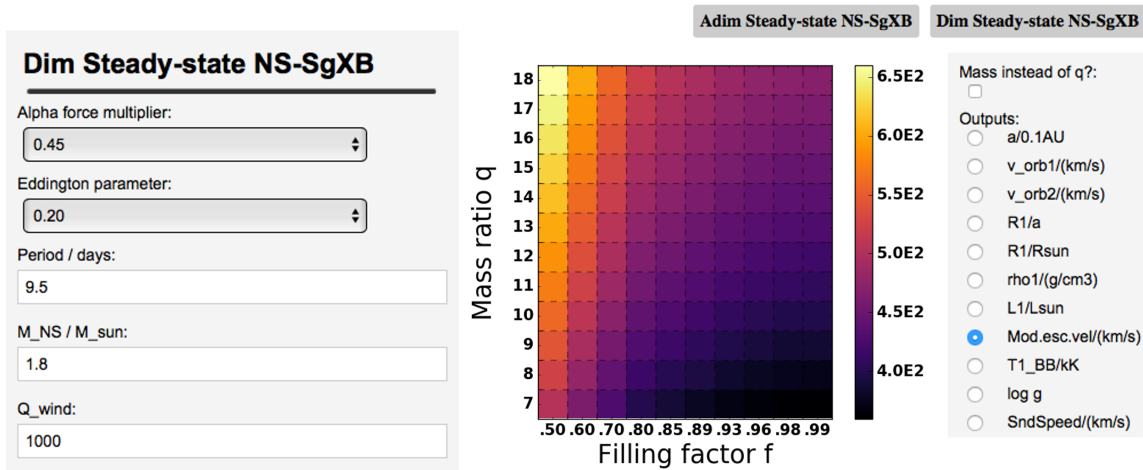 Adim Steady-state NS-SgXB
Dim Steady-state NS-SgXB
Dim Steady-state NS-SgXB
Alpha force multiplier:
0.45
Eddington parameter:
0.20
Period / days:
9.5
M_NS / M_sun:
1.8
Q_wind:
1000
Mass ratio q
18
17
16
15
14
13
12
11
10
9
8
7
.50 .60 .70 .80 .85 .89 .93 .96 .98 .99
Filling factor f
6.5E2
6.0E2
5.5E2
5.0E2
4.5E2
4.0E2
Mass instead of q?:
Outputs:
a/0.1AU
v_orb1/(km/s)
v_orb2/(km/s)
R1/a
R1/Rsun
rho1/(g/cm3)
L1/Lsun
Mod.esc.vel/(km/s)
T1_BB/kK
log g
SndSpeed/(km/s)